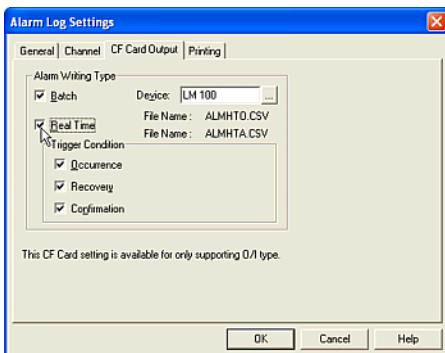 Alarm Log Settings
General Channel CF Card Output Printing
Alarm Writing Type
Batch Device: LM 100 ...
File Name : ALMHT0.CSV
Real Time File Name : ALMHTA.CSV
Trigger Condition
Occurrence
Recovery
Confirmation
This CF Card setting is available for only supporting O/I type.
OK Cancel Help